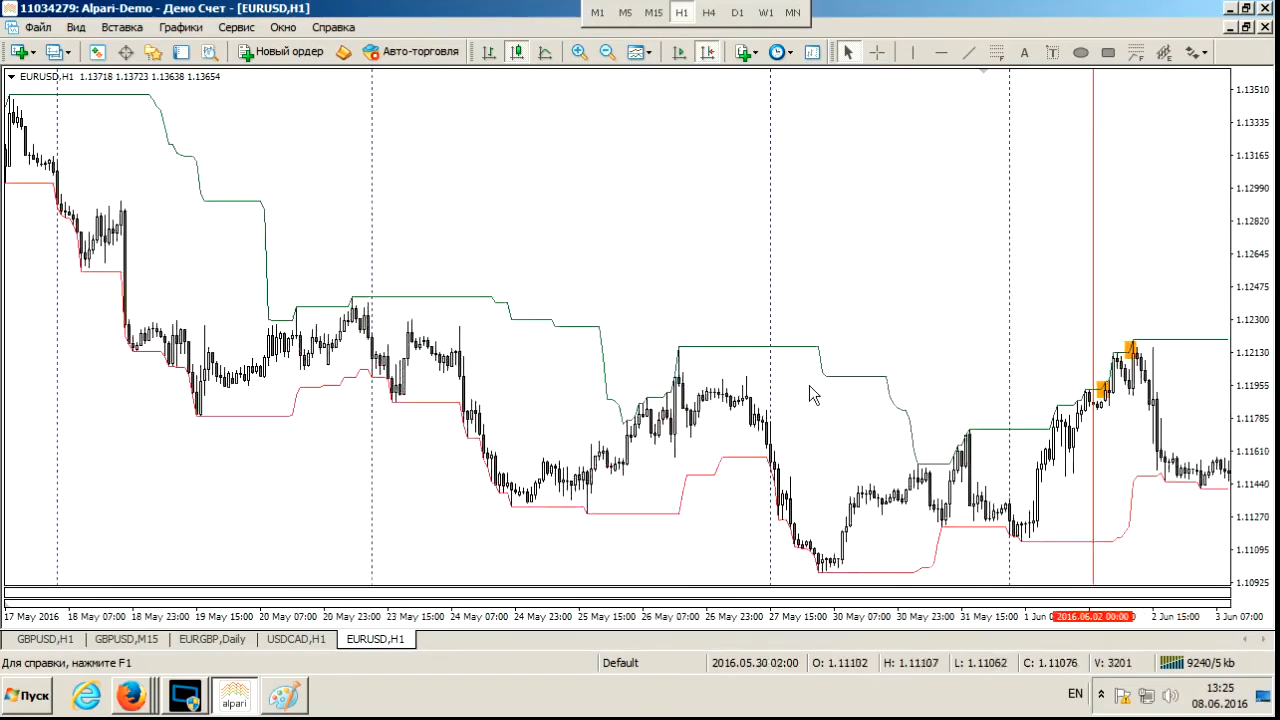 11034279: Alpari-Demo - Демо Счет - [EURUSD,H1]
M1 M5 M15 H1 H4 D1 W1 MN
Файл Вид Вставка Графики Сервис Окно Справка
Новый ордер Авто-торговля
EURUSD,H1 1.13718 1.13723 1.13638 1.13654
1.13510
1.13335
1.13165
1.12990
1.12820
1.12645
1.12475
1.12300
1.12130
1.11955
1.11785
1.11610
1.11440
1.11270
1.11095
1.10925
17 May 2016 18 May 07:00 18 May 23:00 19 May 15:00 20 May 07:00 20 May 23:00 23 May 15:00 24 May 07:00 24 May 23:00 25 May 15:00 26 May 07:00 26 May 23:00 27 May 15:00 30 May 07:00 30 May 23:00 31 May 15:00 1 Jun 2016.06.02 00:00 2 Jun 15:00 3 Jun 07:00
GBPUSD,H1 GBPUSD,M15 EURGBP,Daily USDCAD,H1 EURUSD,H1
Для справки, нажмите F1 Default 2016.05.30 02:00 O: 1.11102 H: 1.11107 L: 1.11062 C: 1.11076 V: 3201 9240/5 kb
Пуск alpari EN 13:25
08.06.2016